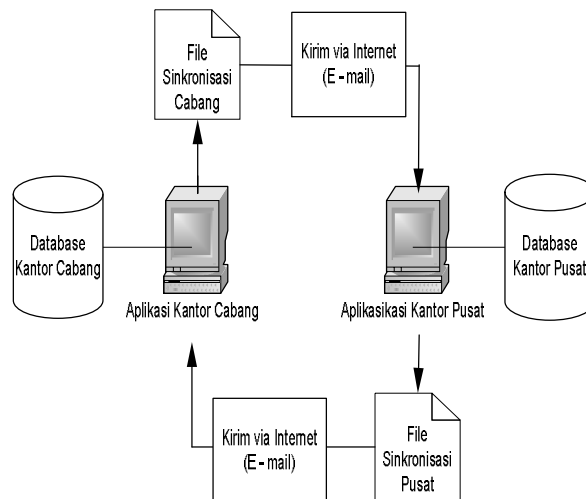 File
Sinkronisasi
Cabang
Kirim via Internet
(E - mail)
Database
Kantor Cabang
Aplikasi Kantor Cabang
Aplikasikasi Kantor Pusat
Database
Kantor Pusat
Kirim via Internet
(E - mail)
File
Sinkronisasi
Pusat